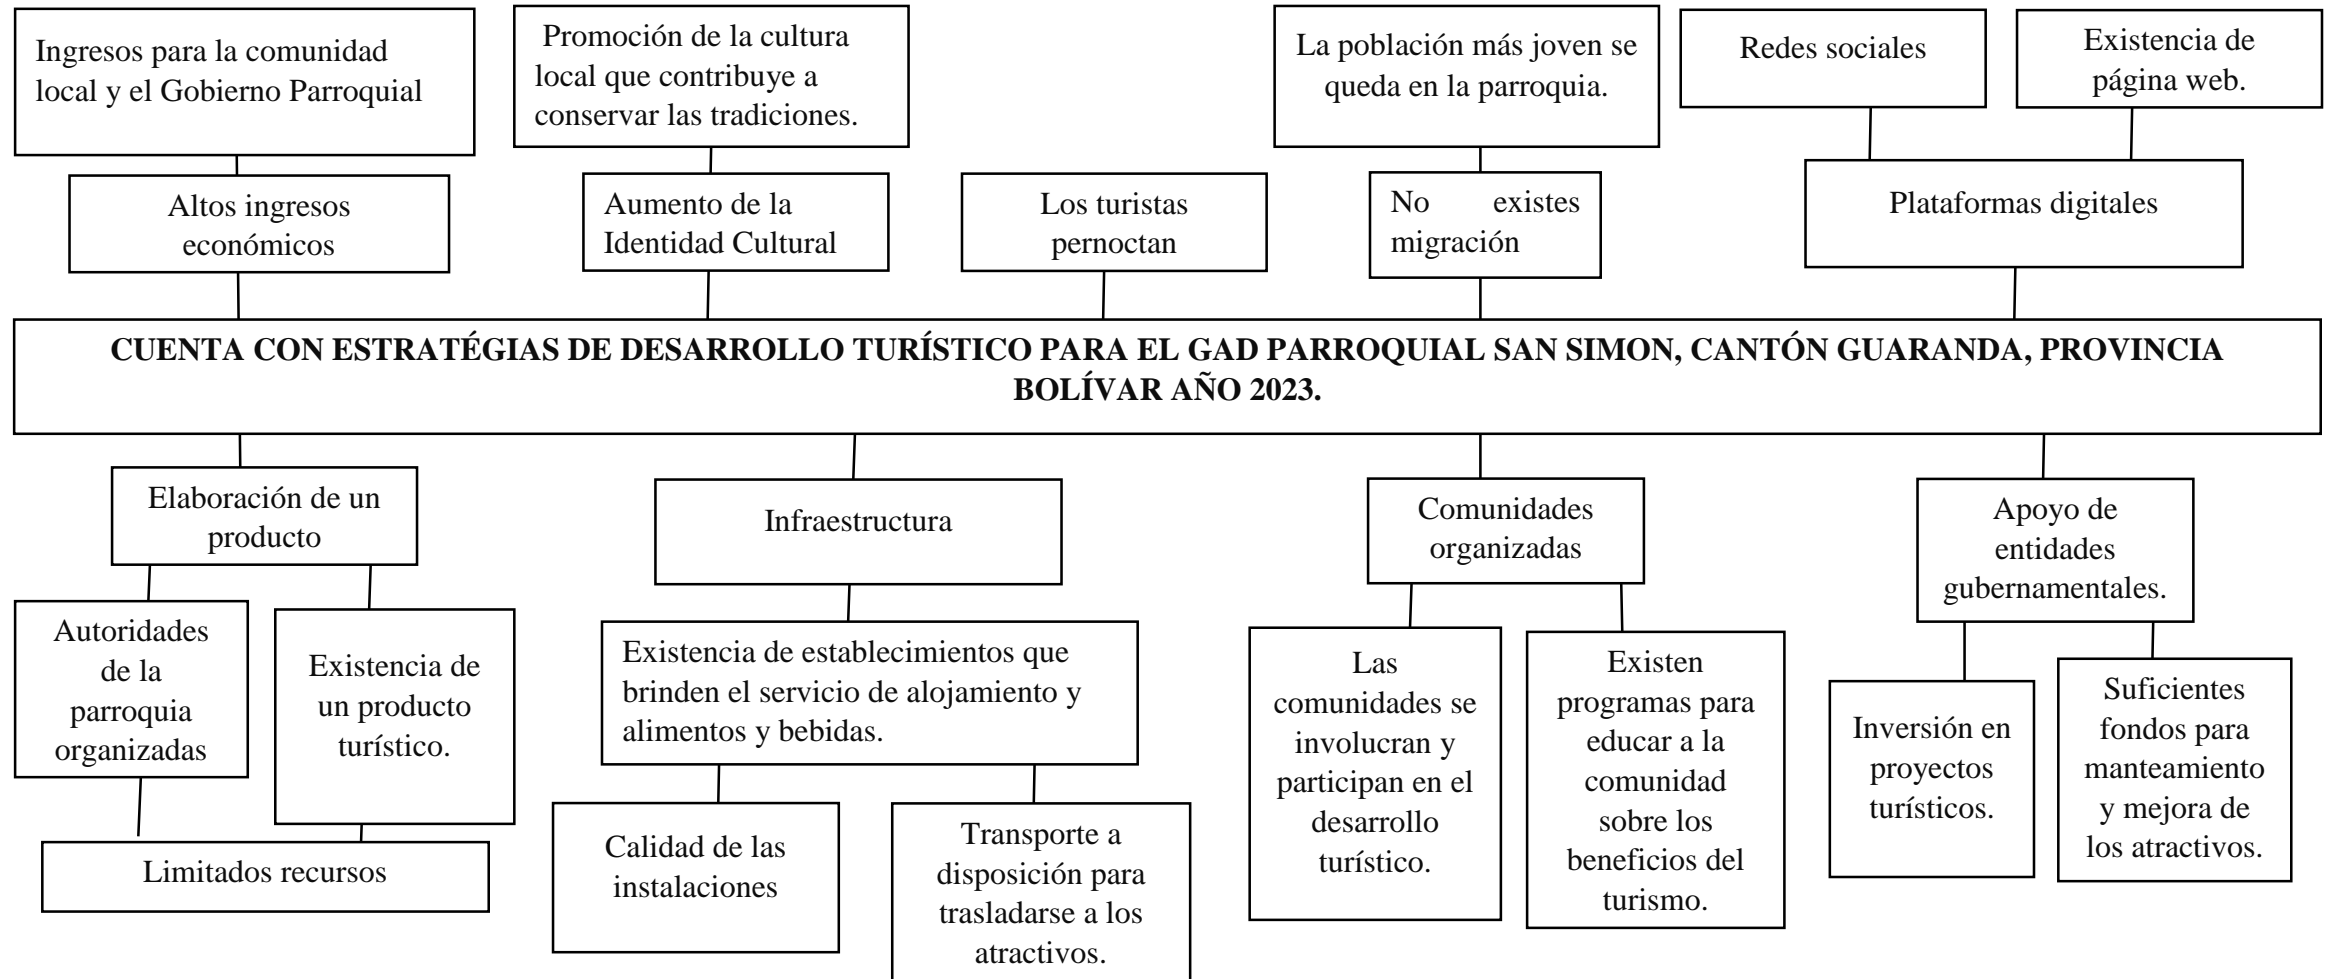 Ingresos para la comunidad
local y el Gobierno Parroquial
Promoción de la cultura
local que contribuye a
conservar las tradiciones.
La población más joven se
queda en la parroquia.
Redes sociales
Existencia de
página web.
Altos ingresos
económicos
Aumento de la
Identidad Cultural
Los turistas
pernoctan
No existes
migración
Plataformas digitales
CUENTA CON ESTRATÉGIAS DE DESARROLLO TURÍSTICO PARA EL GAD PARROQUIAL SAN SIMON, CANTÓN GUARANDA, PROVINCIA
BOLÍVAR AÑO 2023.
Elaboración de un
producto
Infraestructura
Comunidades
organizadas
Apoyo de
entidades
gubernamentales.
Autoridades
de la
parroquia
organizadas
Existencia de
un producto
turístico.
Existencia de establecimientos que
brinden el servicio de alojamiento y
alimentos y bebidas.
Las
comunidades se
involucran y
participan en el
desarrollo
turístico.
Existen
programas para
educar a la
comunidad
sobre los
beneficios del
turismo.
Inversión en
proyectos
turísticos.
Suficientes
fondos para
manteamiento
y mejora de
los atractivos.
Limitados recursos
Calidad de las
instalaciones
Transporte a
disposición para
trasladarse a los
atractivos.